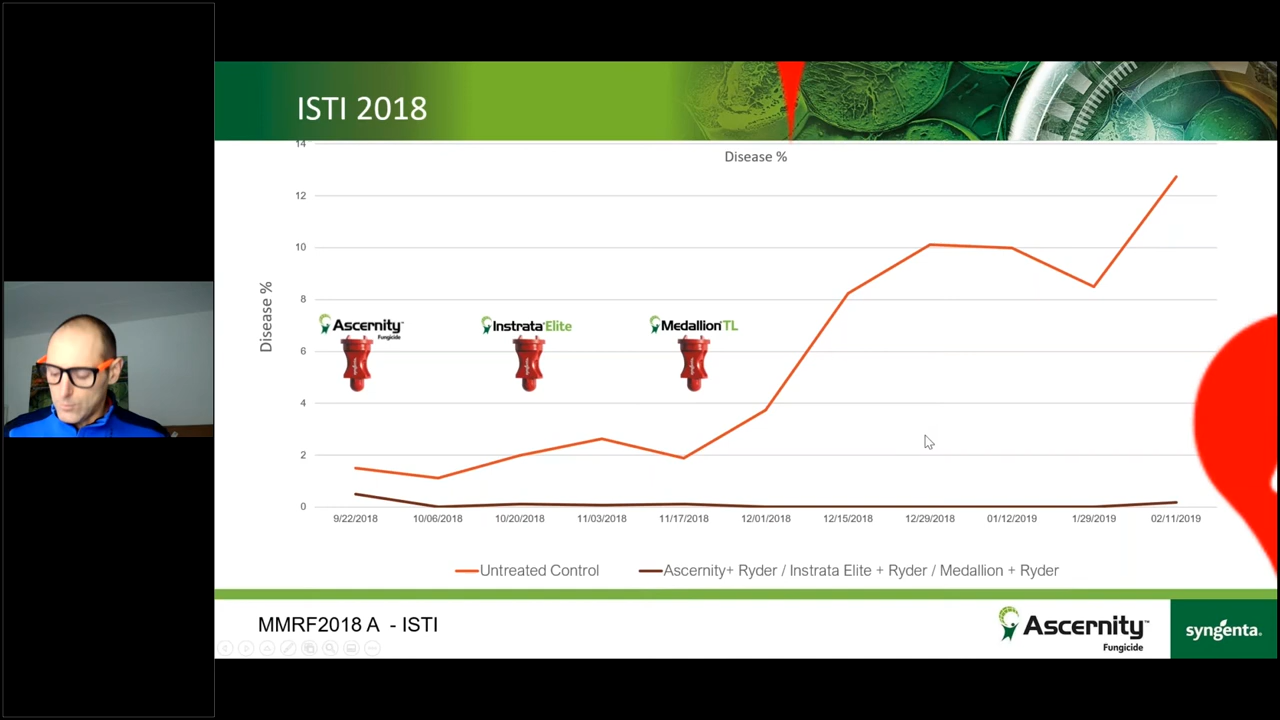 ISTI 2018
Disease %
14
12
10
8
6
4
2
0
Disease %
Ascernity™
Fungicide
Instrata® Elite
Medallion® TL
9/22/2018 10/06/2018 10/20/2018 11/03/2018 11/17/2018 12/01/2018 12/15/2018 12/29/2018 01/12/2019 1/29/2019 02/11/2019
Untreated Control Ascernity+ Ryder / Instrata Elite + Ryder / Medallion + Ryder
MMRF2018 A - ISTI
Ascernity™
Fungicide
syngenta®